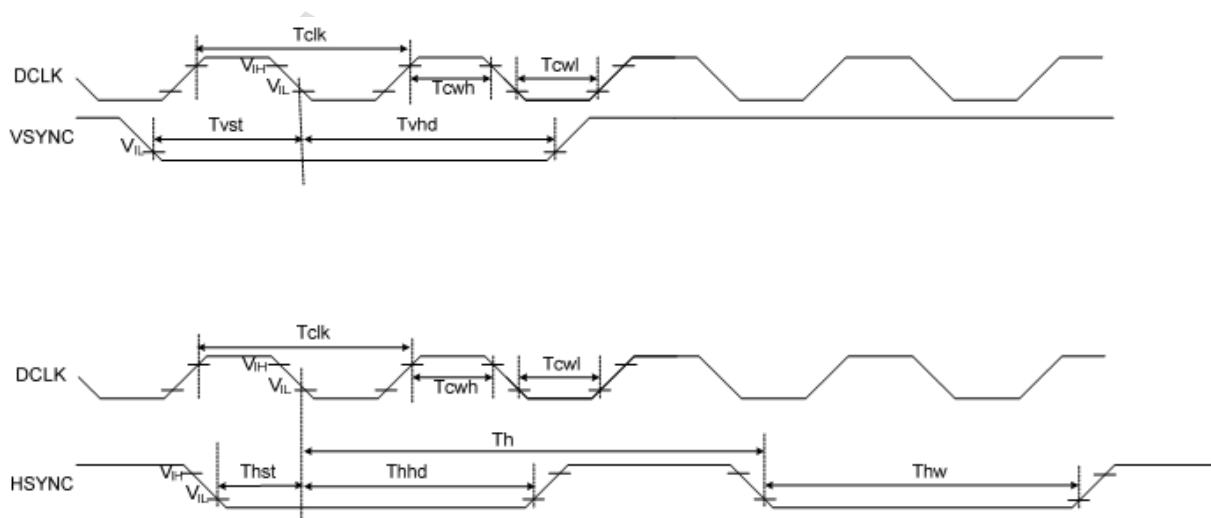 Tclk
DCLK
VIH
VIL
Tcwh
Tcwl
VSYNC
VIL
Tvst
Tvhd
Tclk
DCLK
VIH
VIL
Tcwh
Tcwl
Th
HSYNC
VIH
VIL
Thst
Thhd
Thw